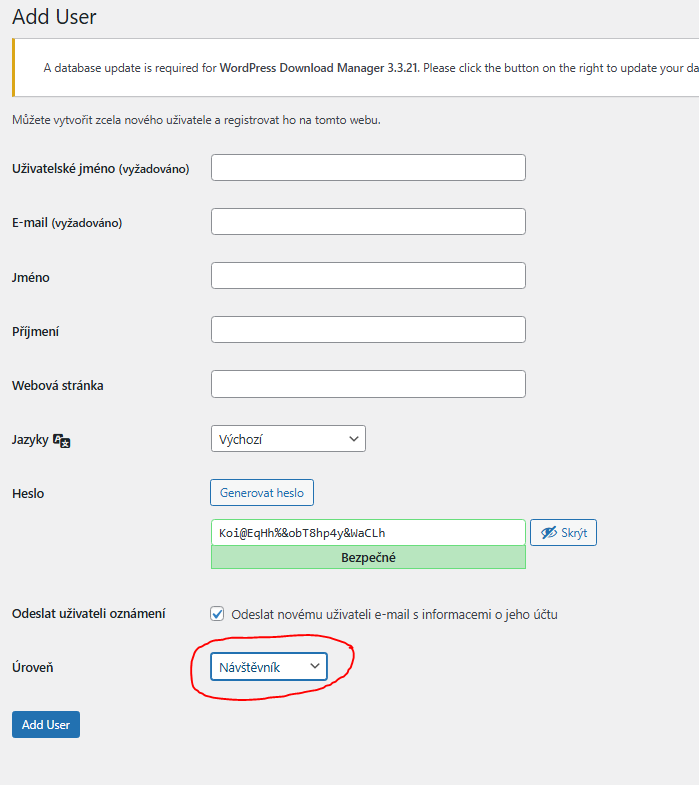 Add User
A database update is required for WordPress Download Manager 3.3.21. Please click the button on the right to update your da
Můžete vytvořit zcela nového uživatele a registrovat ho na tomto webu.
Uživatelské jméno (vyžadováno)
E-mail (vyžadováno)
Jméno
Příjmení
Webová stránka
Jazyky
Výchozí
Heslo
Generovat heslo
Koi@EqHh%&obT8hp4y&WaCLh
Skrýt
Bezpečné
Odeslat uživateli oznámení
Odeslat novému uživateli e-mail s informacemi o jeho účtu
Úroveň
Návštěvník
Add User